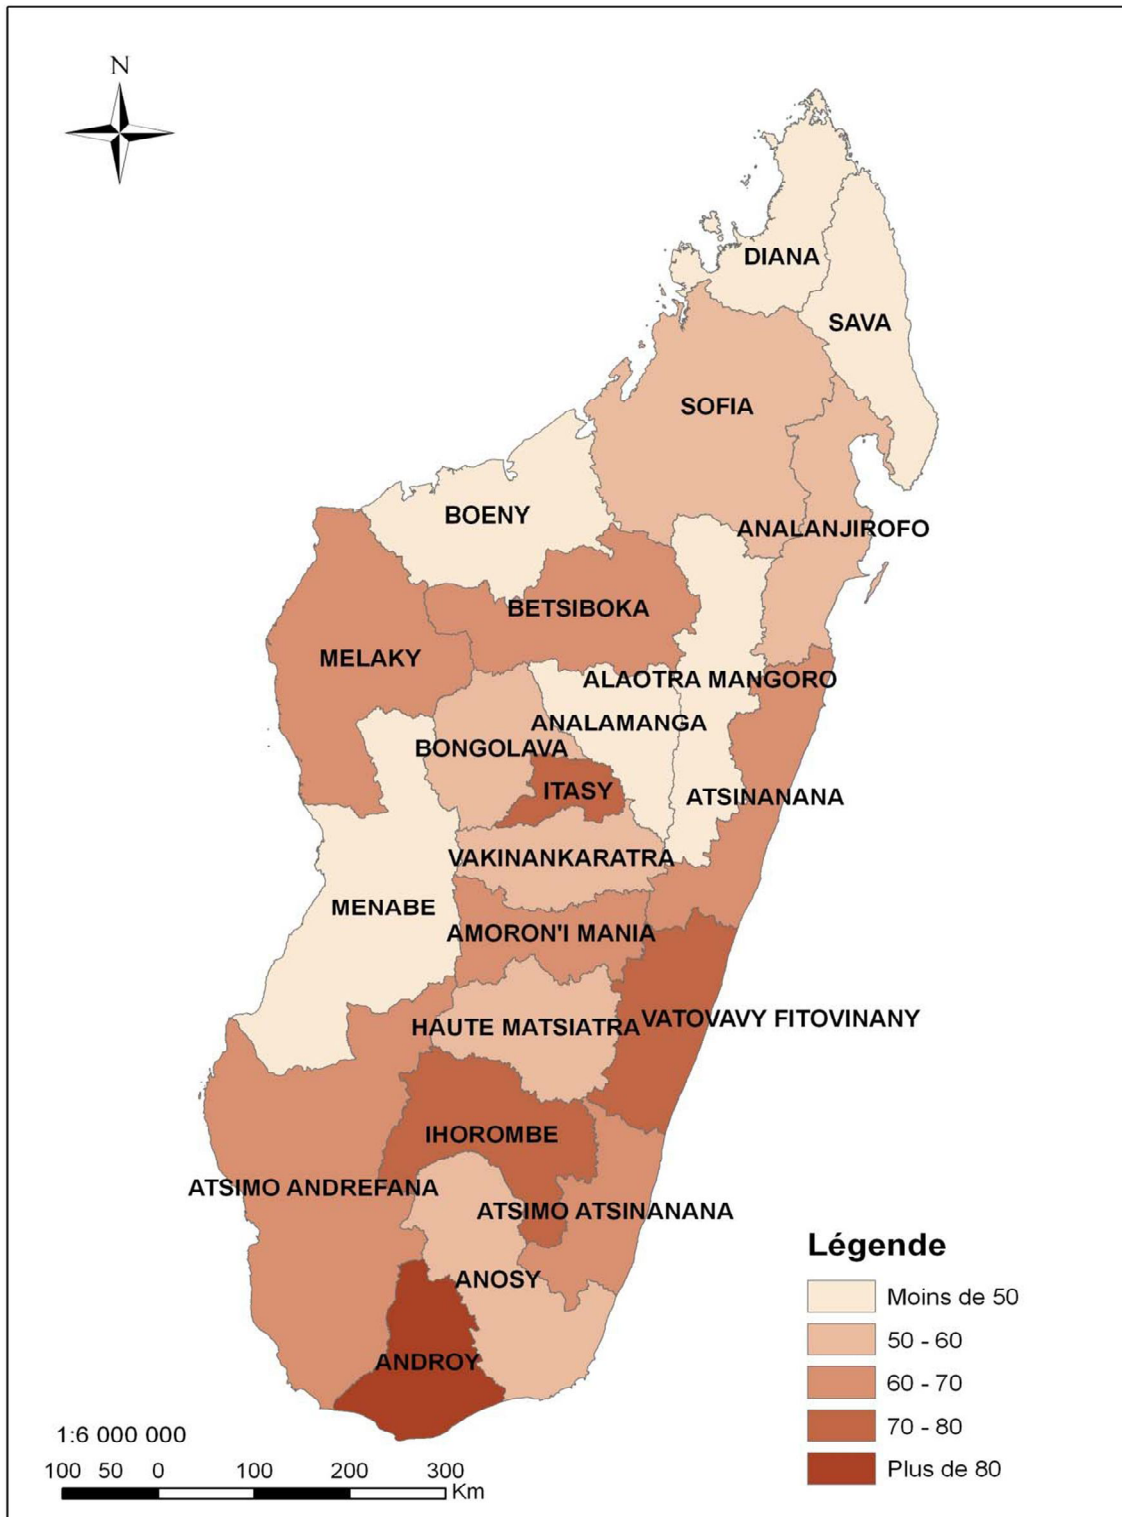 N
DIANA
SAVA
SOFIA
BOENY
ANALANJIROFO
BETSIBOKA
MELAKY
ALAOTRA MANGORO
ANALAMANGA
BONGOLAVA
ITASY
ATSINANANA
VAKINANKARATRA
MENABE
AMORON'I MANIA
HAUTE MATSIATRA
VATOVAVY FITOVINANY
IHOROMBE
ATSIMO ANDREFANA
ATSIMO ATSINANANA
ANOSY
ANDROY
Légende
Moins de 50
50 - 60
60 - 70
70 - 80
Plus de 80
1:6 000 000
100 50 0 100 200 300
Km